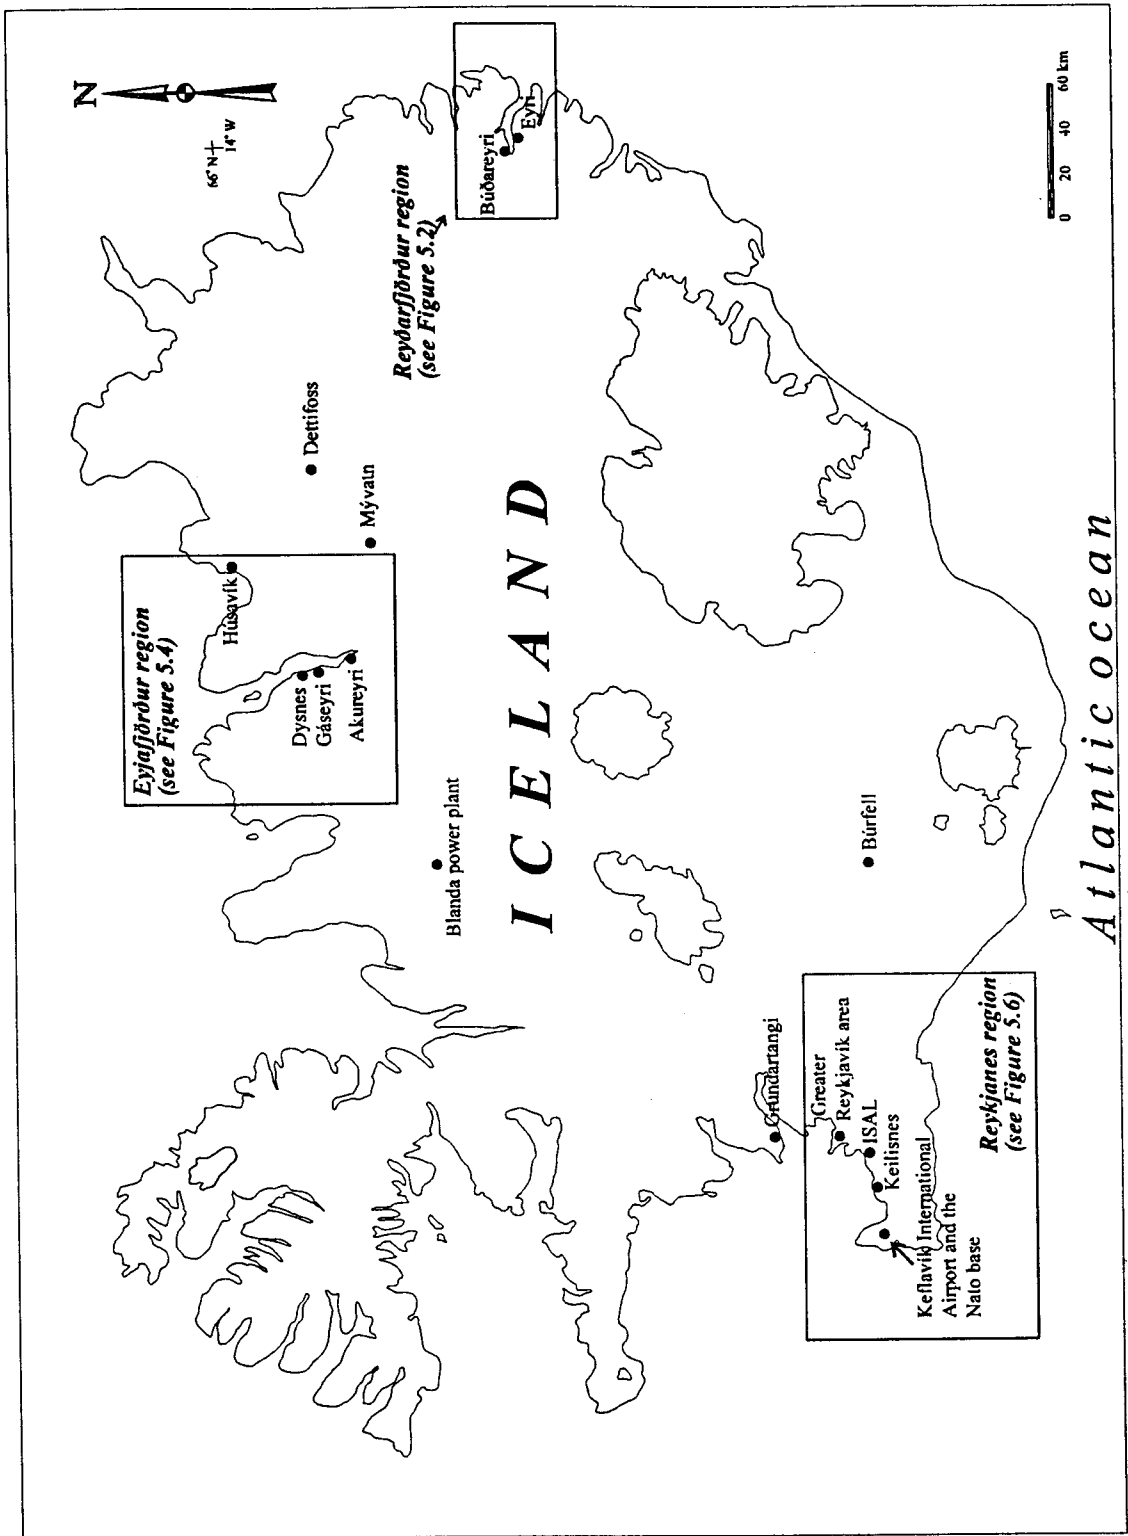 N
66° N
14° W
Eyjafjörður region
(see Figure 5.4)
Húsavík
Dysnes
Gáseyri
Akureyri
Dettifoss
Mývatn
Reyðarfjörður region
(see Figure 5.2)
Búðareyri
Eyri
Blanda power plant
ICELAND
Grundartangi
Greater
Reykjavik area
ISAL
Keilisnes
Keflavik International
Airport and the
Nato base
Reykjanes region
(see Figure 5.6)
Búrfell
0 20 40 60 km
Atlantic ocean